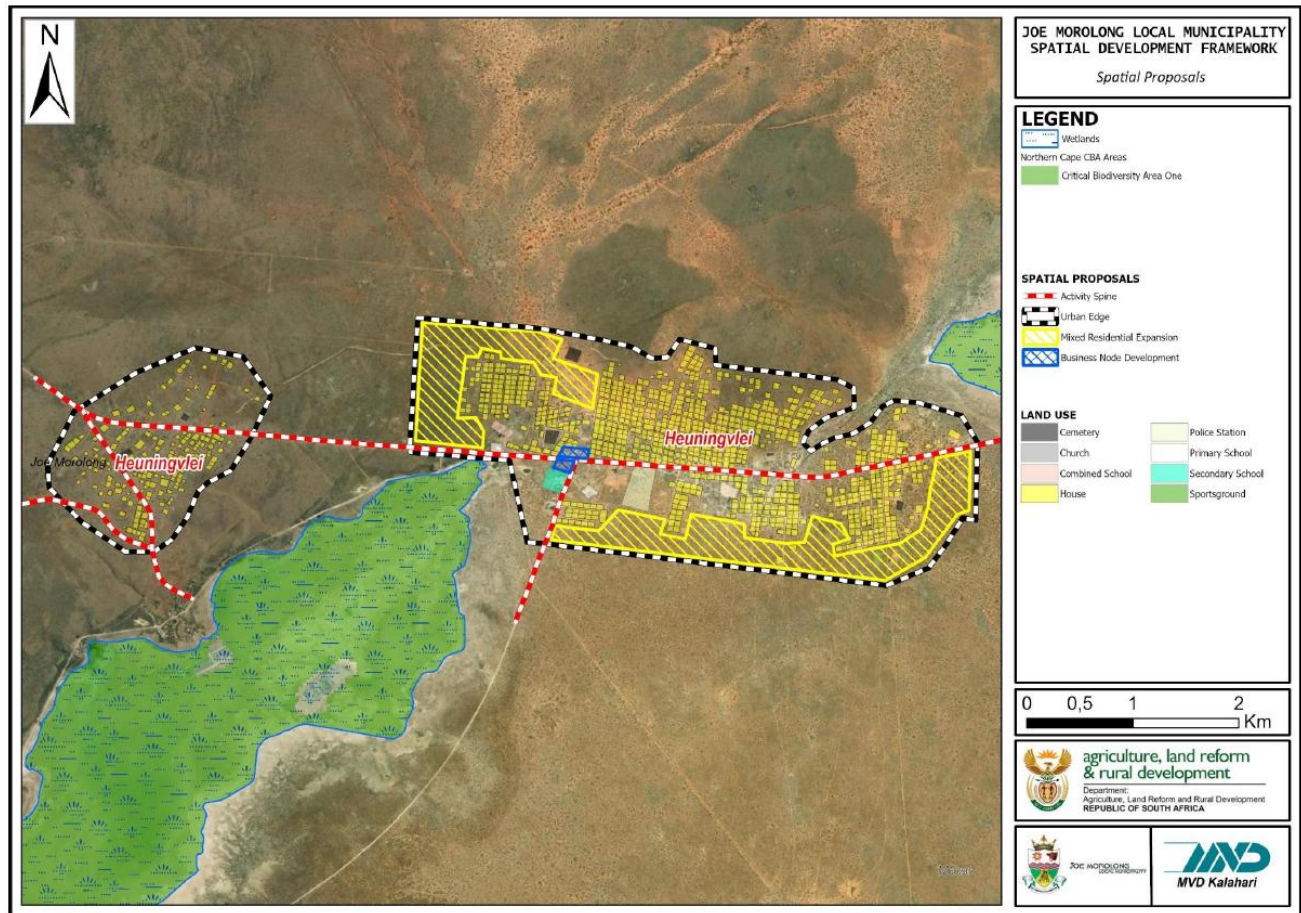 N
Joe Morolong
Heuningvlei
Heuningvlei
JOE MOROLONG LOCAL MUNICIPALITY
SPATIAL DEVELOPMENT FRAMEWORK
Spatial Proposals
LEGEND
Wetlands
Northern Cape CBA Areas
Critical Biodiversity Area One
SPATIAL PROPOSALS
Activity Spine
Urban Edge
Mixed Residential Expansion
Business Node Development
LAND USE
Cemetery
Church
Combined School
House
Police Station
Primary School
Secondary School
Sportsground
0 0,5 1 2
Km
agriculture, land reform
& rural development
Department:
Agriculture, Land Reform and Rural Development
REPUBLIC OF SOUTH AFRICA
JOE MOROLONG
LOCAL MUNICIPALITY
MVD
MVD Kalahari